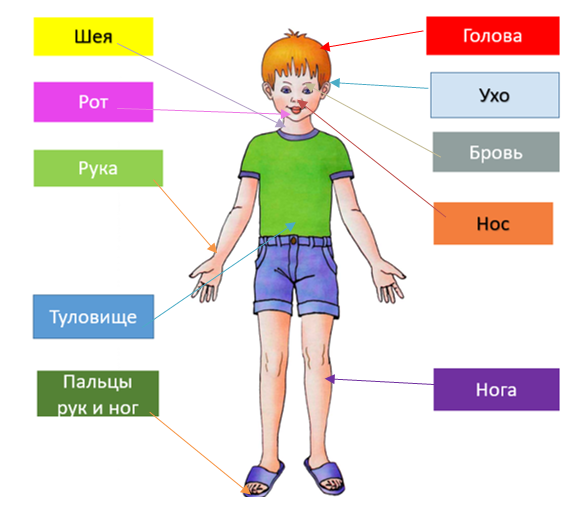 Шея
Рот
Рука
Туловище
Пальцы
рук и ног
Голова
Ухо
Бровь
Нос
Нога